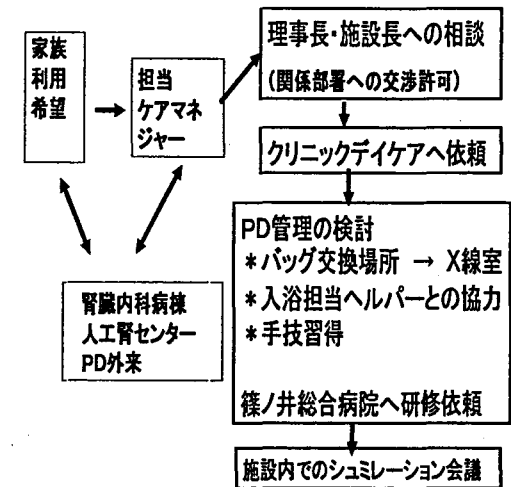 家族
利用
希望
担当
ケアマネ
ジャー
理事長・施設長への相談
(関係部署への交渉許可)
クリニックデイケアへ依頼
腎臓内科病棟
人工腎センター
PD外来
PD管理の検討
*バッグ交換場所 → X線室
*入浴担当ヘルパーとの協力
*手技習得
篠ノ井総合病院へ研修依頼
施設内でのシュミレーション会議